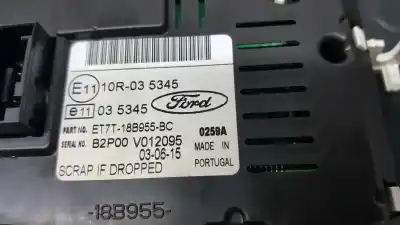 E11 10R-03 5345
e11 03 5345
Ford
PART NO. ET7T-18B955-BC 0259A
SERIAL NO. B2P00 V012095 MADE IN
03-06-15 PORTUGAL
SCRAP IF DROPPED
-18B955-